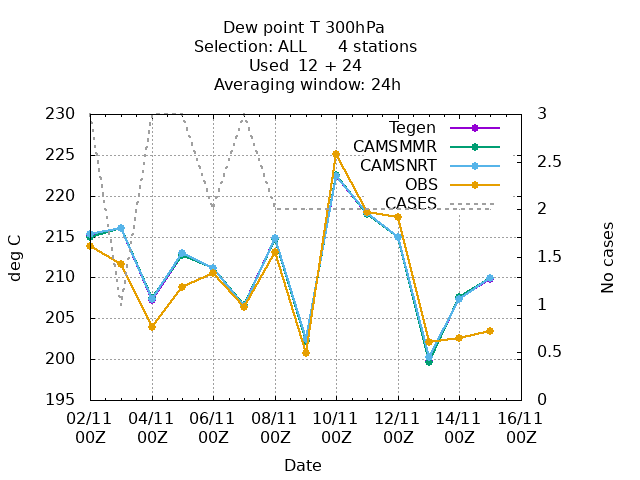 Dew point T 300hPa
Selection: ALL      4 stations
Used  12 + 24
Averaging window: 24h
230
225
220
215
210
205
200
195
deg C
3
2.5
2
1.5
1
0.5
0
No cases
Tegen
CAMSMMR
CAMSNRT
OBS
CASES
02/11 04/11 06/11 08/11 10/11 12/11 14/11 16/11
00Z 00Z 00Z 00Z 00Z 00Z 00Z 00Z
Date